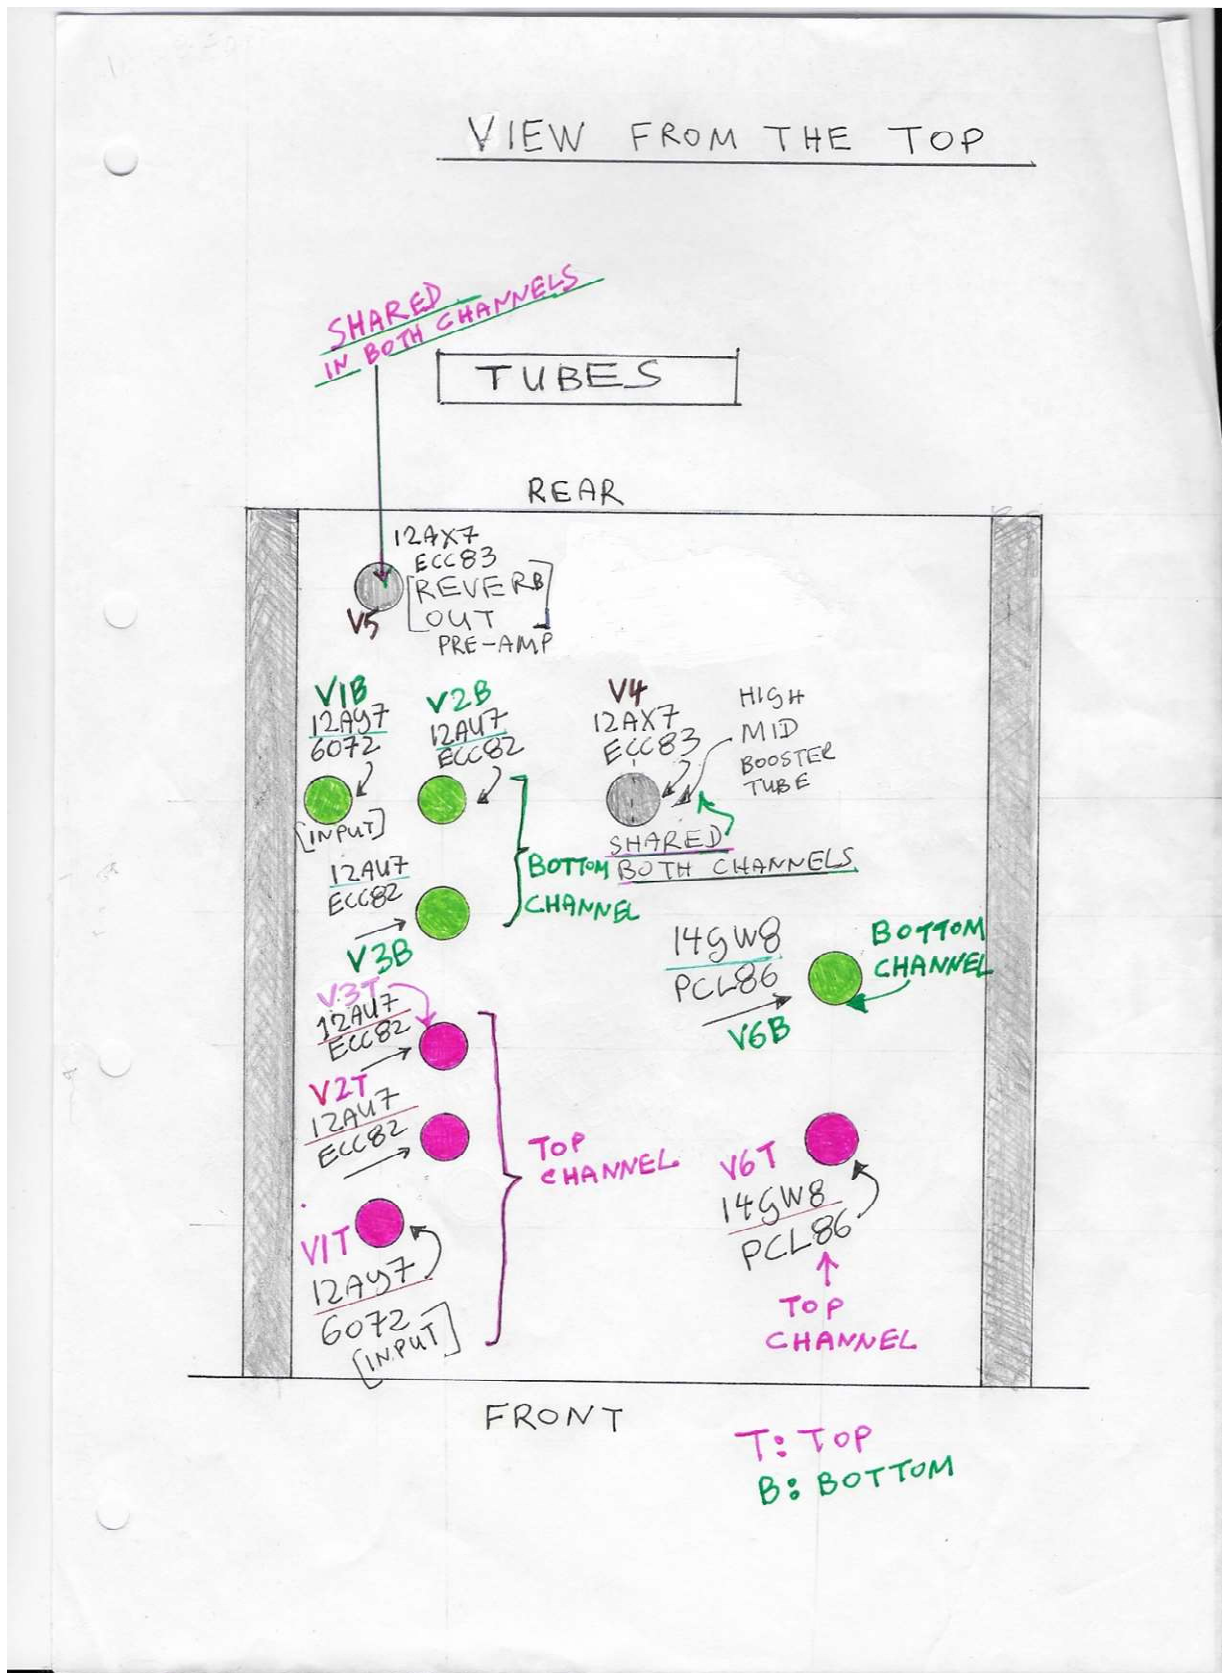 VIEW FROM THE TOP
SHARED
IN BOTH CHANNELS
TUBES
REAR
12AX7
ECC83
[REVERB
OUT]
PRE-AMP
V5
V1B
12AY7
6072
[INPUT]
V2B
12AU7
ECC82
V4
12AX7
ECC83
HIGH
MID
BOOSTER
TUBE
SHARED
BOTH CHANNELS
BOTTOM
CHANNEL
12AU7
ECC82
V3B
14GW8
PCL86
V6B
BOTTOM
CHANNEL
V3T
12AU7
ECC82
V2T
12AU7
ECC82
TOP
CHANNEL
V1T
12AY7
6072
[INPUT]
V6T
14GW8
PCL86
TOP
CHANNEL
FRONT
T: TOP
B: BOTTOM